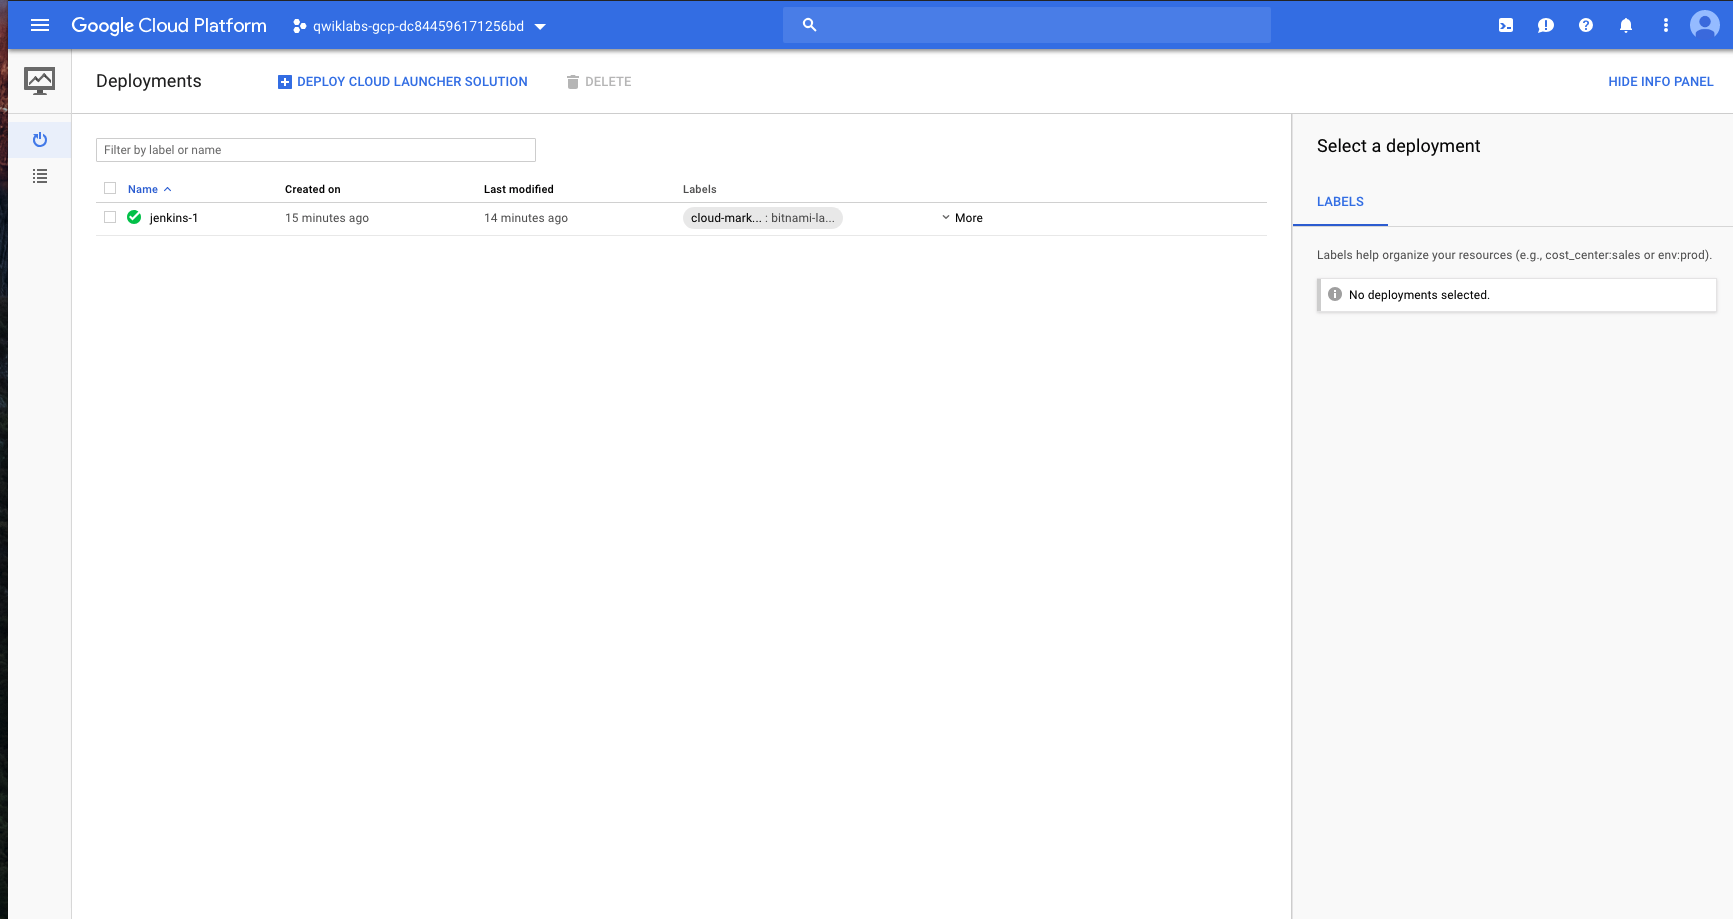 Google Cloud Platform qwiklabs-gcp-dc844596171256bd
Deployments DEPLOY CLOUD LAUNCHER SOLUTION DELETE HIDE INFO PANEL
Filter by label or name
Name Created on Last modified Labels
jenkins-1 15 minutes ago 14 minutes ago cloud-mark... : bitnami-la... More
Select a deployment
LABELS
Labels help organize your resources (e.g., cost_center:sales or env:prod).
No deployments selected.